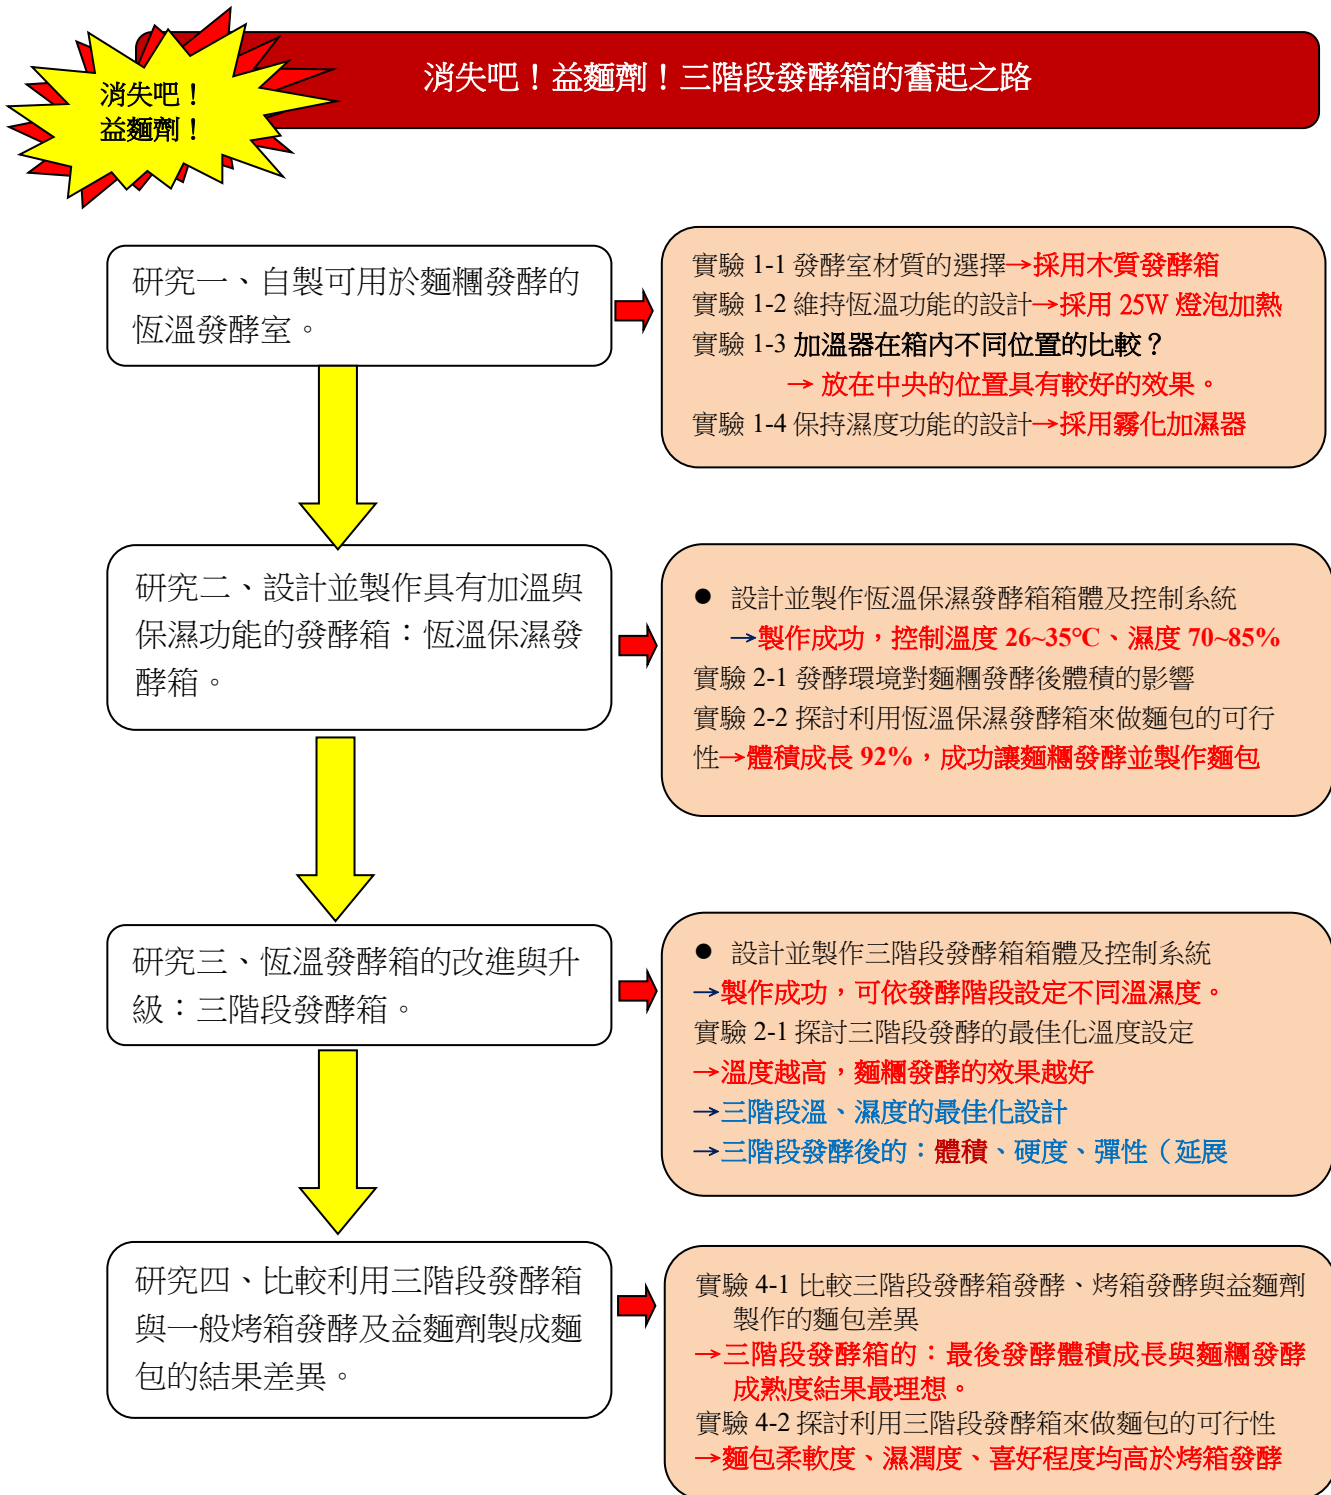 消失吧！益麵劑！三階段發酵箱的奮起之路
消失吧！
益麵劑！
研究一、自製可用於麵糰發酵的
恆溫發酵室。
實驗 1-1 發酵室材質的選擇→採用木質發酵箱
實驗 1-2 維持恆溫功能的設計→採用 25W 燈泡加熱
實驗 1-3 加溫器在箱內不同位置的比較？
→ 放在中央的位置具有較好的效果。
實驗 1-4 保持濕度功能的設計→採用霧化加濕器
研究二、設計並製作具有加溫與
保濕功能的發酵箱：恆溫保濕發
酵箱。
● 設計並製作恆溫保濕發酵箱箱體及控制系統
→製作成功，控制溫度 26~35°C、濕度 70~85%
實驗 2-1 發酵環境對麵糰發酵後體積的影響
實驗 2-2 探討利用恆溫保濕發酵箱來做麵包的可行
性→體積成長 92%，成功讓麵糰發酵並製作麵包
研究三、恆溫發酵箱的改進與升
級：三階段發酵箱。
● 設計並製作三階段發酵箱箱體及控制系統
→製作成功，可依發酵階段設定不同溫濕度。
實驗 2-1 探討三階段發酵的最佳化溫度設定
→溫度越高，麵糰發酵的效果越好
→三階段溫、濕度的最佳化設計
→三階段發酵後的：體積、硬度、彈性（延展
研究四、比較利用三階段發酵箱
與一般烤箱發酵及益麵劑製成麵
包的結果差異。
實驗 4-1 比較三階段發酵箱發酵、烤箱發酵與益麵劑
製作的麵包差異
→三階段發酵箱的：最後發酵體積成長與麵糰發酵
成熟度結果最理想。
實驗 4-2 探討利用三階段發酵箱來做麵包的可行性
→麵包柔軟度、濕潤度、喜好程度均高於烤箱發酵